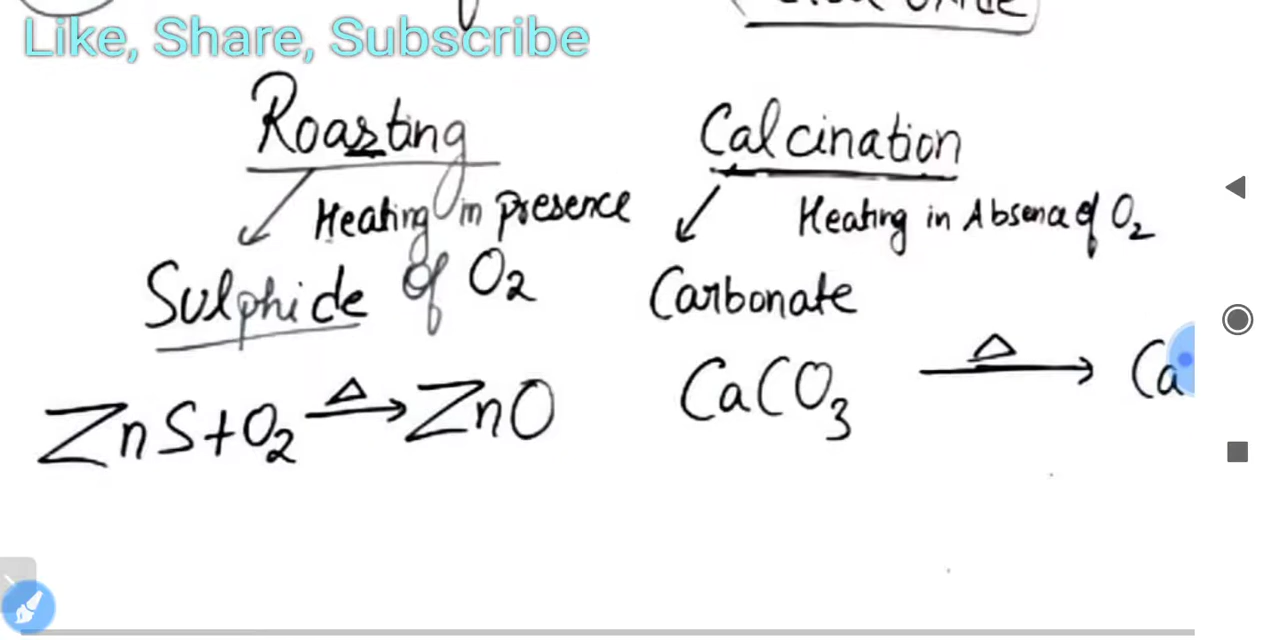 Like, Share, Subscribe
Roasting
Heating in presence
of O2
Sulphide
ZnS+O2 △→ ZnO
Calcination
Heating in Absence of O2
Carbonate
CaCO3 △→ Ca